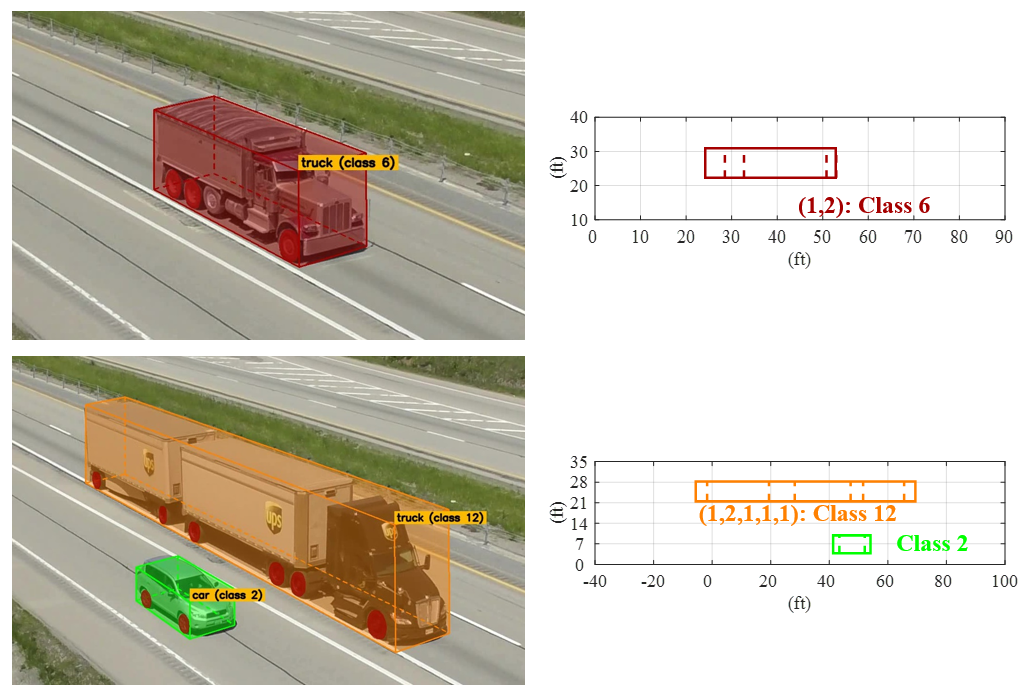 truck (class 6)
40
30
20
10
(ft)
(1,2): Class 6
0 10 20 30 40 50 60 70 80 90
(ft)
ups
ups
truck (class 12)
car (class 2)
35
28
21
14
7
0
(ft)
(1,2,1,1,1): Class 12
Class 2
-40 -20 0 20 40 60 80 100
(ft)